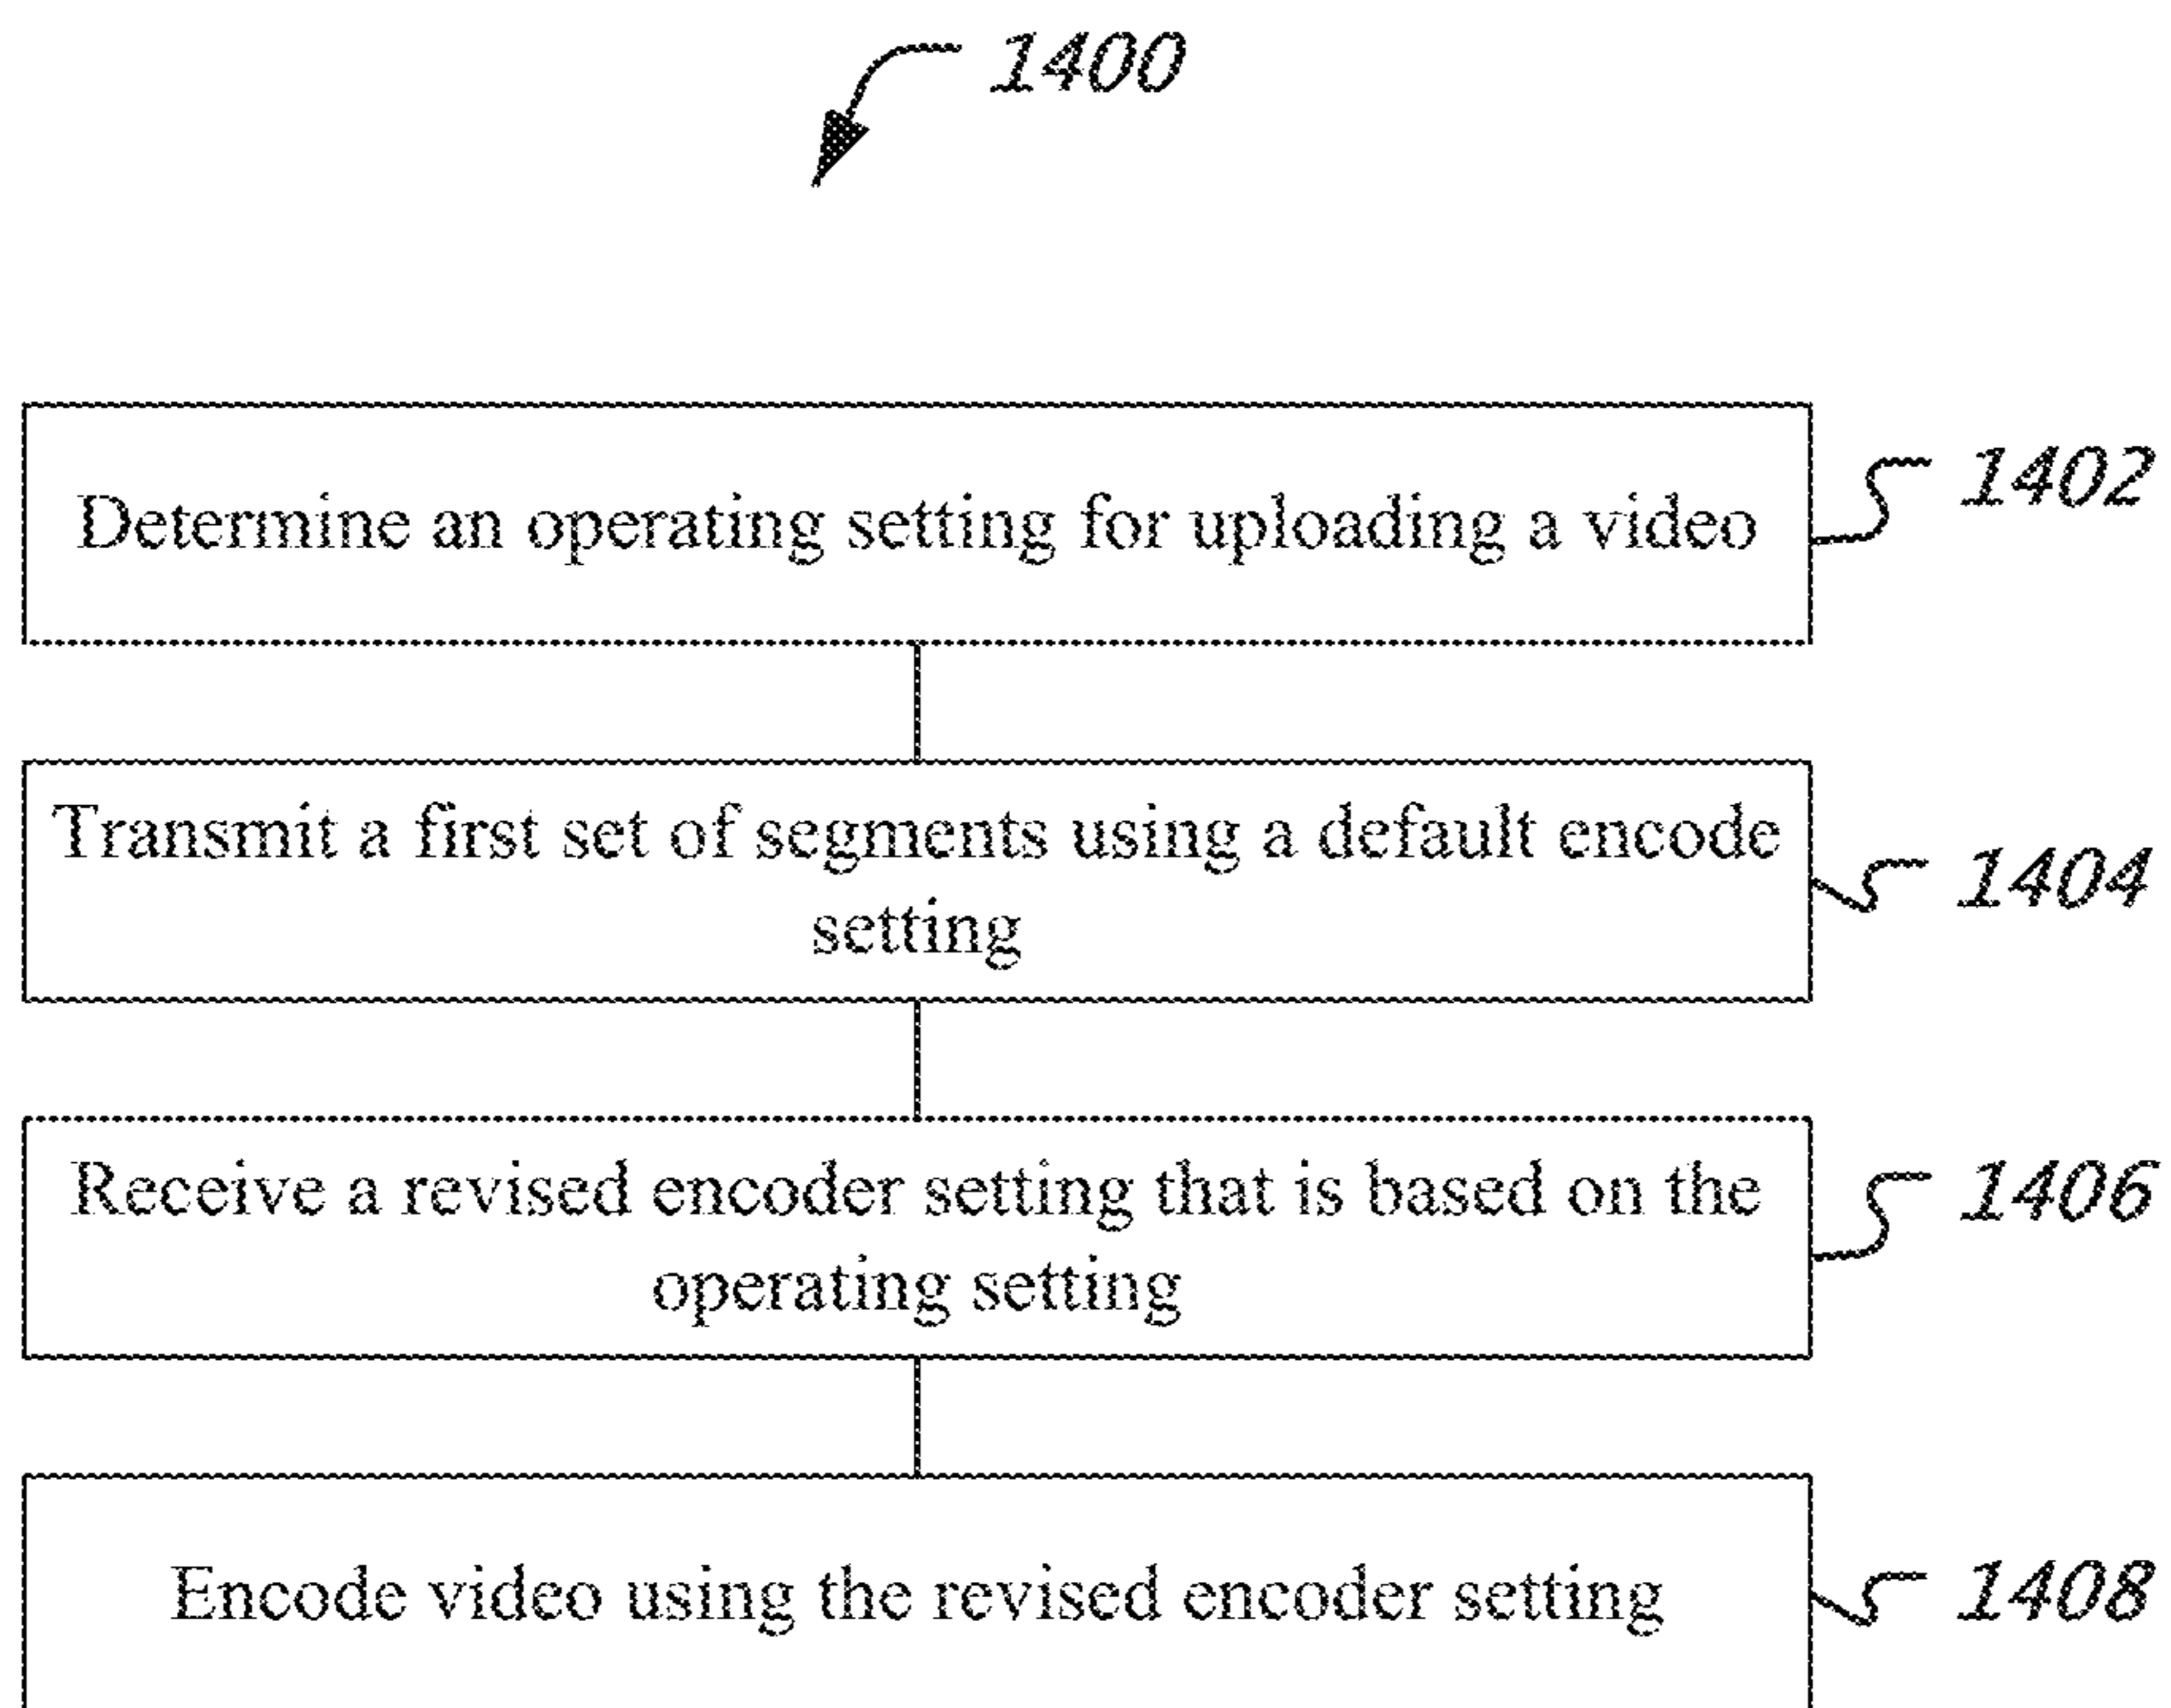 1400
Determine an operating setting for uploading a video
1402
Transmit a first set of segments using a default encode
setting
1404
Receive a revised encoder setting that is based on the
operating setting
1406
Encode video using the revised encoder setting
1408